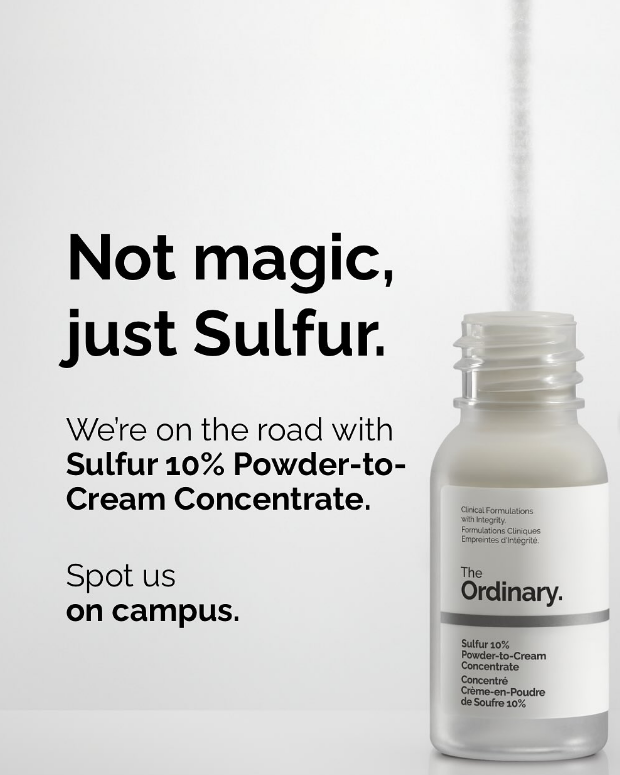 Not magic,
just Sulfur.
We're on the road with
Sulfur 10% Powder-to-
Cream Concentrate.
Spot us
on campus.
Clinical Formulations
with Integrity.
Formulations Cliniques
Empreintes d'Intégrité.
The
Ordinary.
Sulfur 10%
Powder-to-Cream
Concentrate
Concentré
Crème-en-Poudre
de Soufre 10%